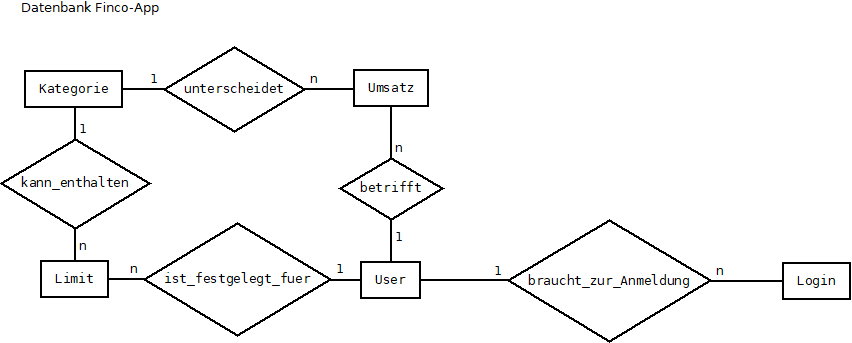 Datenbank Finco-App
Kategorie
1
unterscheidet
n
Umsatz
1
n
kann_enthalten
betrifft
n
1
Limit
n
ist_festgelegt_fuer
1
User
1
braucht_zur_Anmeldung
n
Login